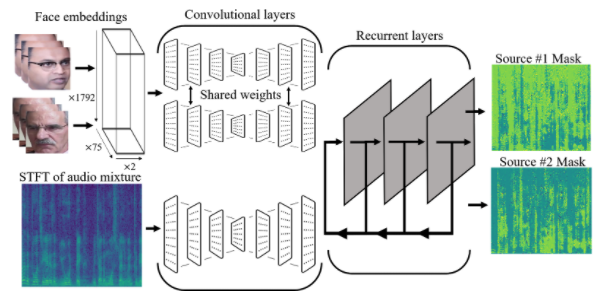 Face embeddings
Convolutional layers
Recurrent layers
Source #1 Mask
×1792
Shared weights
×75
×2
Source #2 Mask
STFT of audio mixture